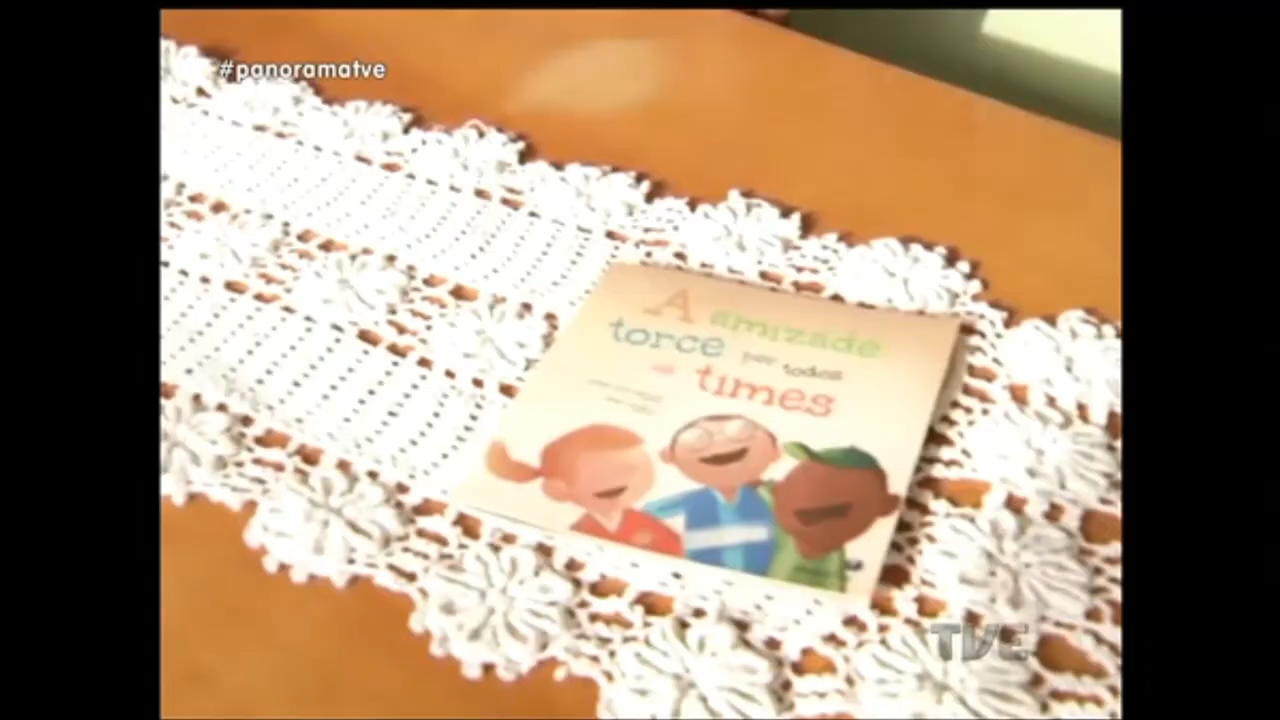 #panoramatve
A amizade
torce por todos
os times
TVE